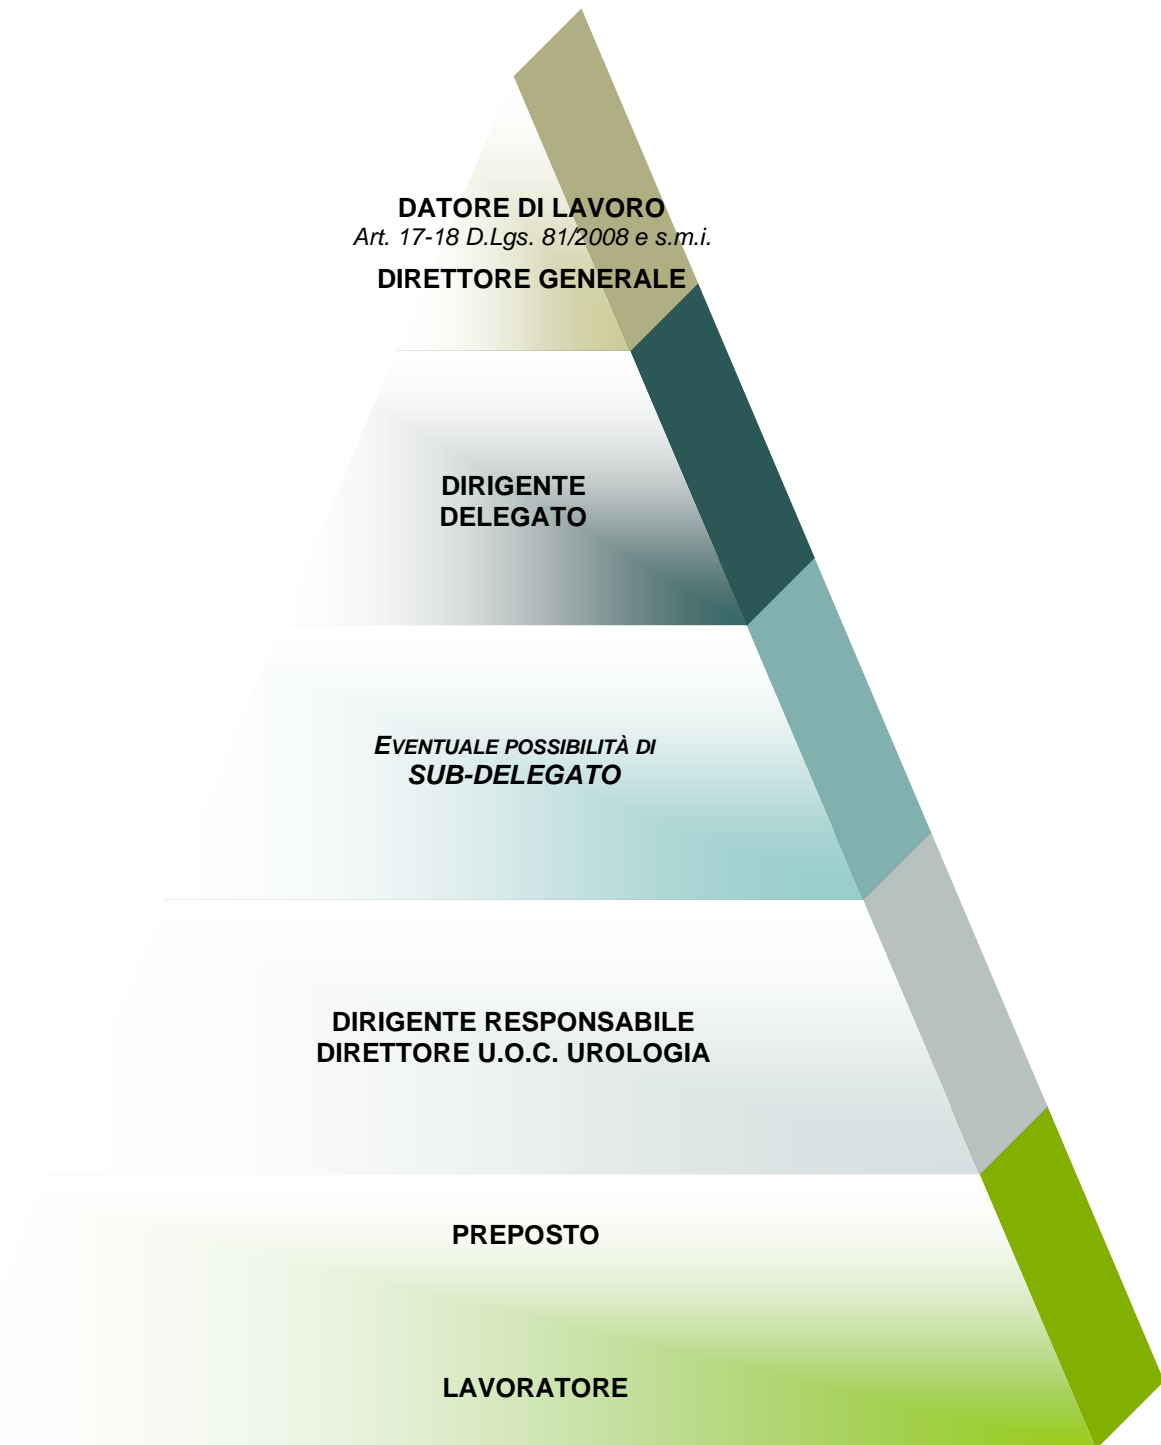 DATORE DI LAVORO
Art. 17-18 D.Lgs. 81/2008 e s.m.i.
DIRETTORE GENERALE
DIRIGENTE
DELEGATO
EVENTUALE POSSIBILITÀ DI
SUB-DELEGATO
DIRIGENTE RESPONSABILE
DIRETTORE U.O.C. UROLOGIA
PREPOSTO
LAVORATORE